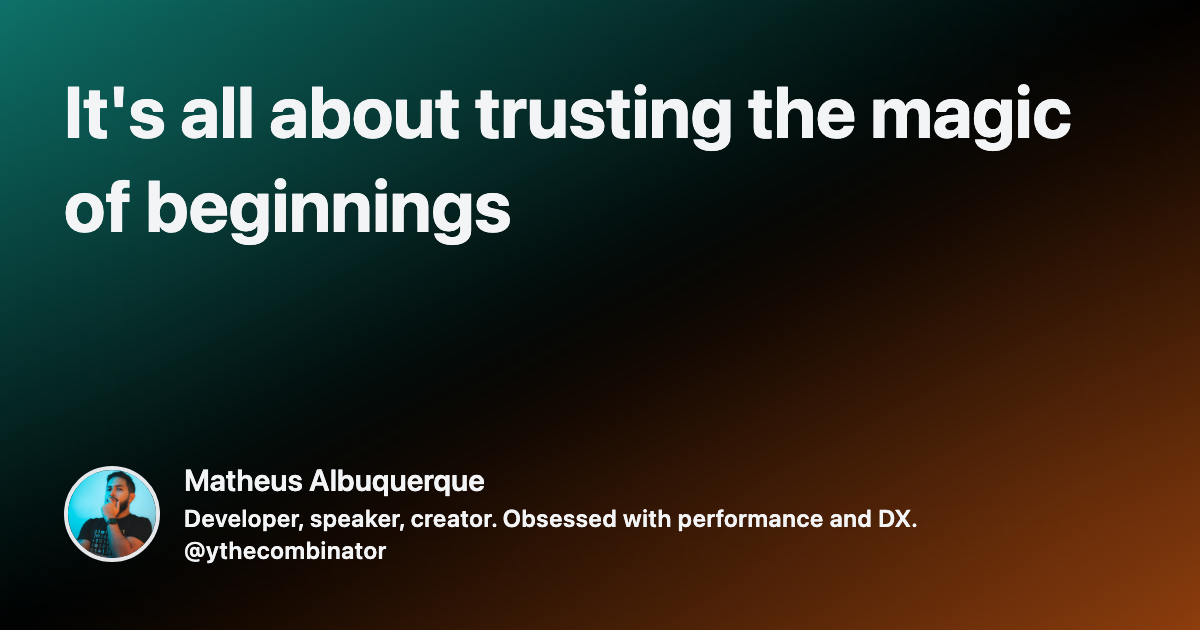 It's all about trusting the magic
of beginnings
Matheus Albuquerque
Developer, speaker, creator. Obsessed with performance and DX.
@ythecombinator